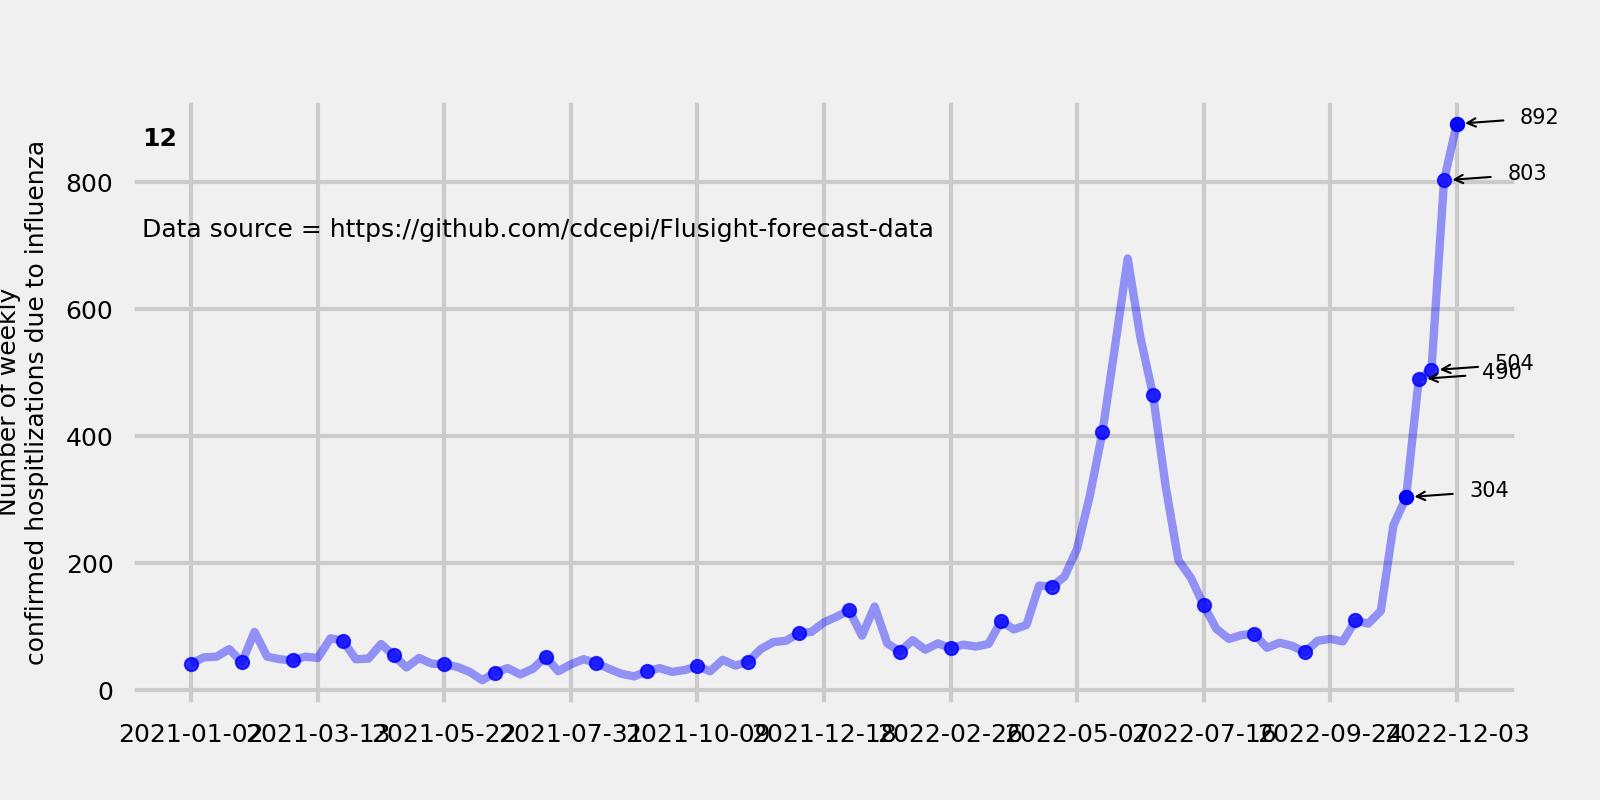 12
Data source = https://github.com/cdcepi/Flusight-forecast-data
Number of weekly
confirmed hospitlizations due to influenza
800
600
400
200
0
892
803
504
490
304
2021-01-02 2021-03-13 2021-05-22 2021-07-31 2021-10-09 2021-12-18 2022-02-26 2022-05-07 2022-07-16 2022-09-24 2022-12-03